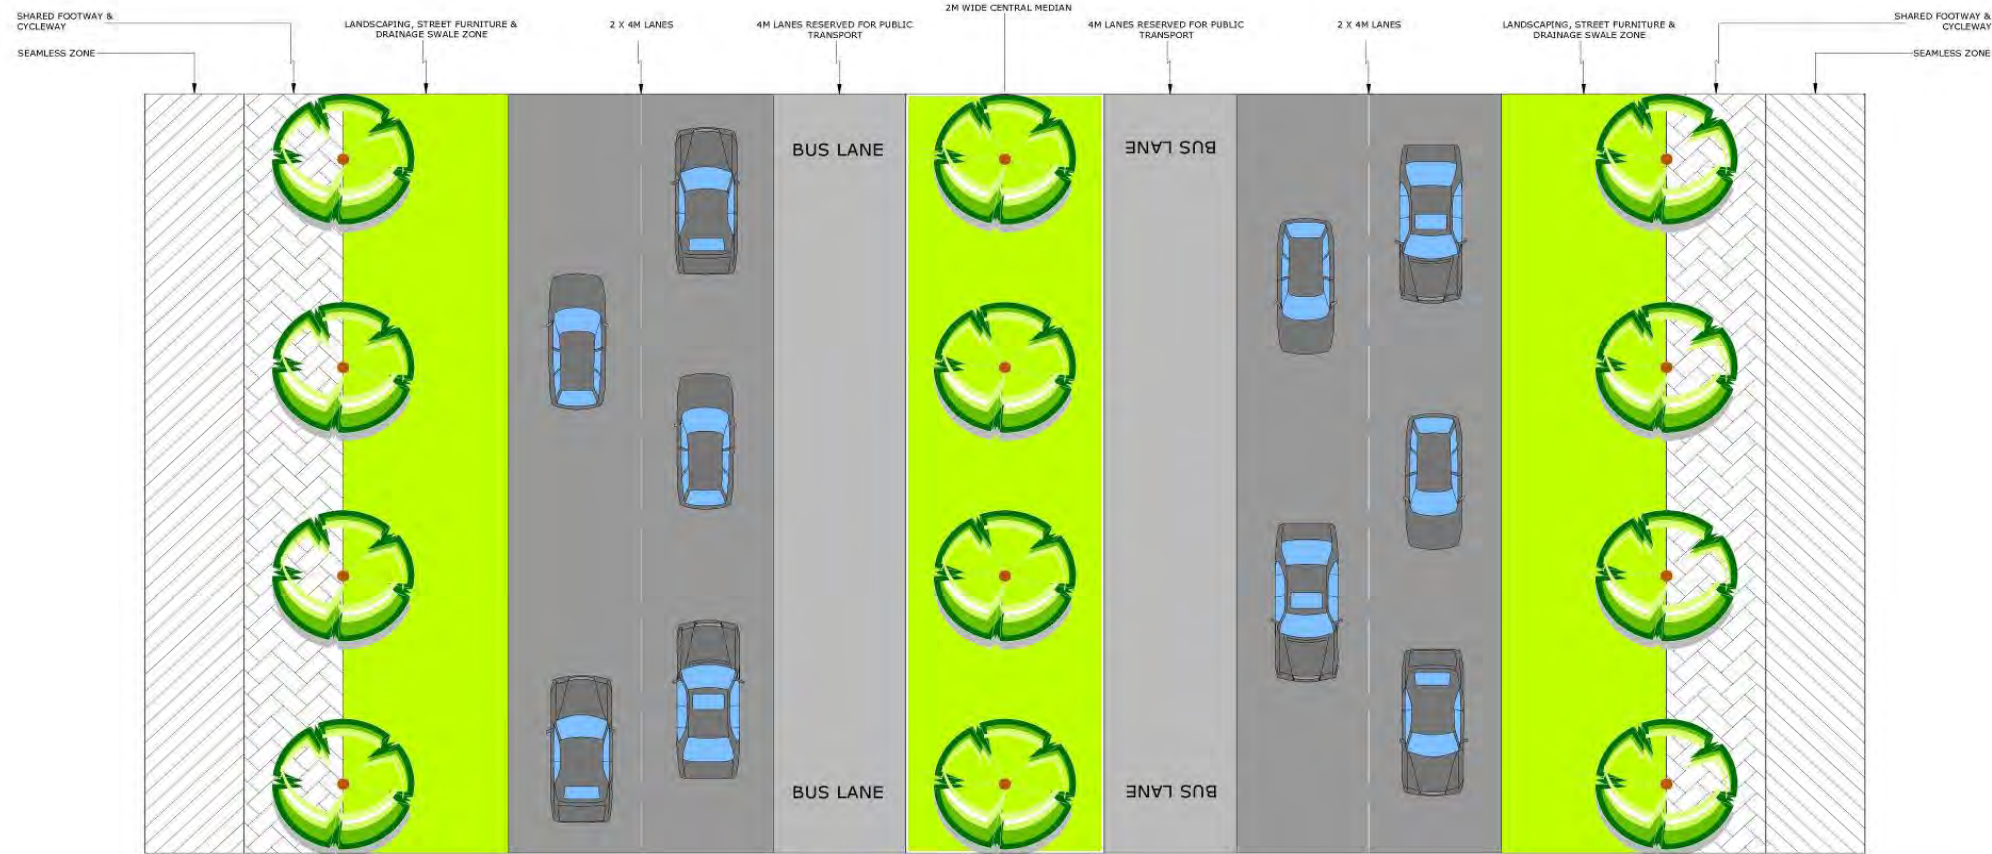 SHARED FOOTWAY &
CYCLEWAY
SEAMLESS ZONE
LANDSCAPING, STREET FURNITURE &
DRAINAGE SWALE ZONE
2 X 4M LANES
4M LANES RESERVED FOR PUBLIC
TRANSPORT
2M WIDE CENTRAL MEDIAN
4M LANES RESERVED FOR PUBLIC
TRANSPORT
2 X 4M LANES
LANDSCAPING, STREET FURNITURE &
DRAINAGE SWALE ZONE
SHARED FOOTWAY &
CYCLEWAY
SEAMLESS ZONE
BUS LANE
BUS LANE
BUS LANE
BUS LANE